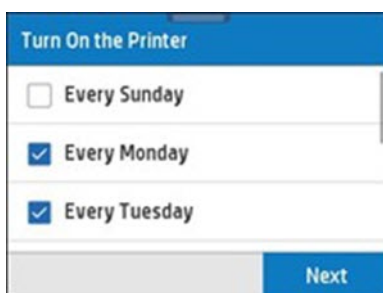 Turn On the Printer
Every Sunday
Every Monday
Every Tuesday
Next